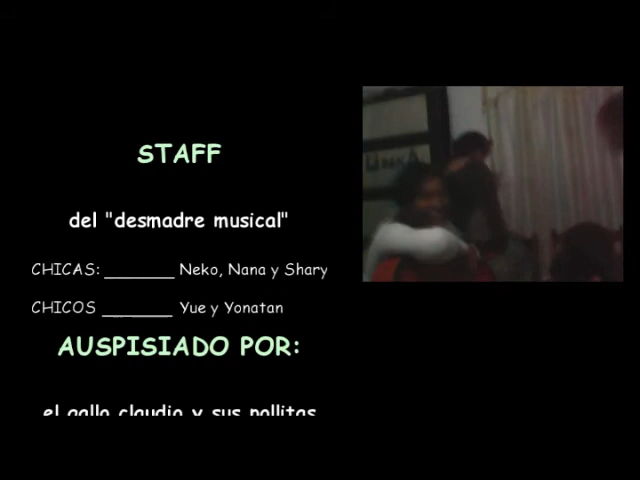 STAFF
del "desmadre musical"
CHICAS: _______ Neko, Nana y Shary
CHICOS _______ Yue y Yonatan
AUSPISIADO POR:
el gallo claudio y sus pollitas